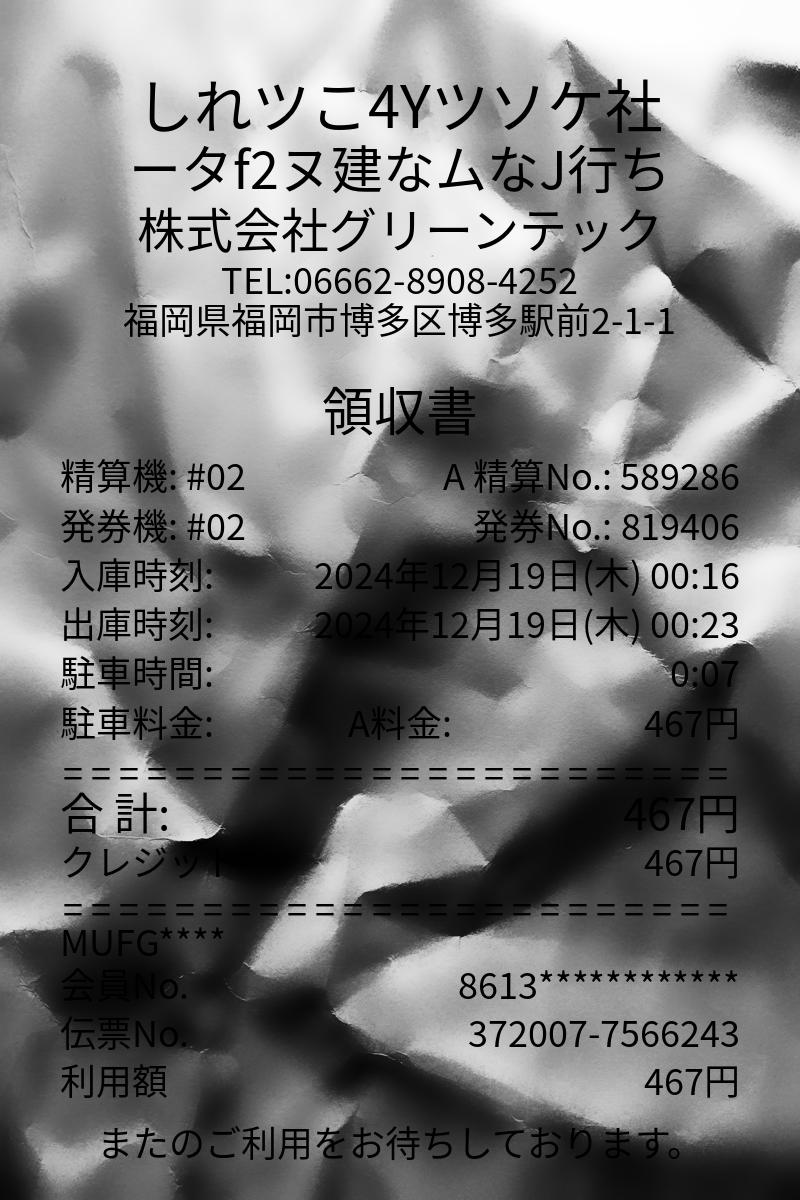 しれツこ4Yツソケ社
ータf2ヌ建なムなJ行ち
株式会社グリーンテック
TEL:06662-8908-4252
福岡県福岡市博多区博多駅前2-1-1
領収書
精算機: #02 A 精算No.: 589286
発券機: #02 発券No.: 819406
入庫時刻: 2024年12月19日(木) 00:16
出庫時刻: 2024年12月19日(木) 00:23
駐車時間: 0:07
駐車料金: A料金: 467円
========================
合 計: 467円
クレジット 467円
========================
MUFG****
会員No. 8613************
伝票No. 372007-7566243
利用額 467円
またのご利用をお待ちしております。